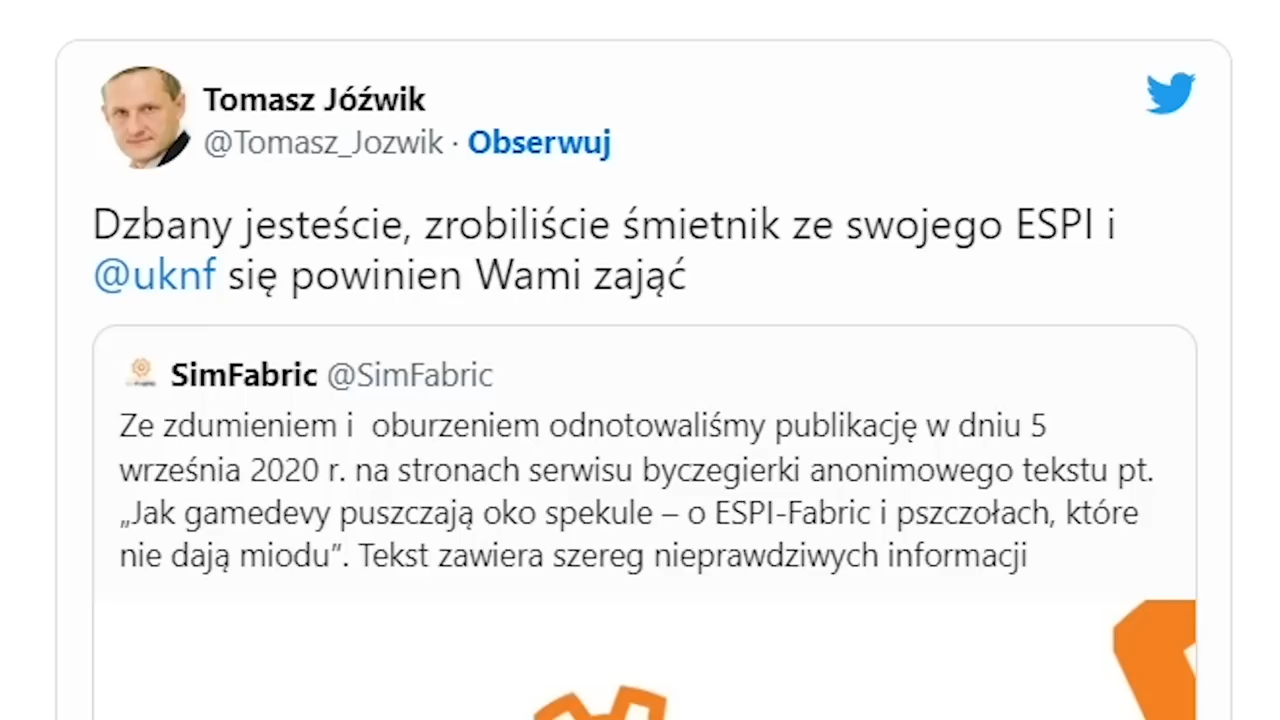 Tomasz Jóźwik
@Tomasz_Jozwik · Obserwuj
Dzbany jesteście, zrobiliście śmietnik ze swojego ESPI i
@uknf się powinien Wami zająć
SimFabric @SimFabric
Ze zdumieniem i  oburzeniem odnotowaliśmy publikację w dniu 5
września 2020 r. na stronach serwisu byczegierki anonimowego tekstu pt.
„Jak gamedevy puszczają oko spekule – o ESPI-Fabric i pszczołach, które
nie dają miodu”. Tekst zawiera szereg nieprawdziwych informacji